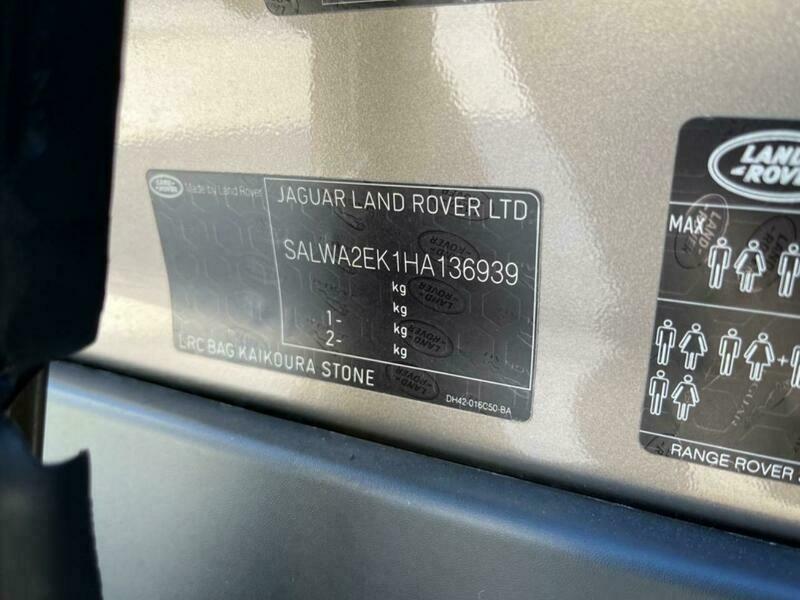 LAND ROVER
Made by Land Rover
JAGUAR LAND ROVER LTD
SALWA2EK1HA136939
kg
kg
1- kg
2- kg
LRC BAG KAIKOURA STONE
DH42-016C50-BA
LAND
ROVER
MAX
RANGE ROVER